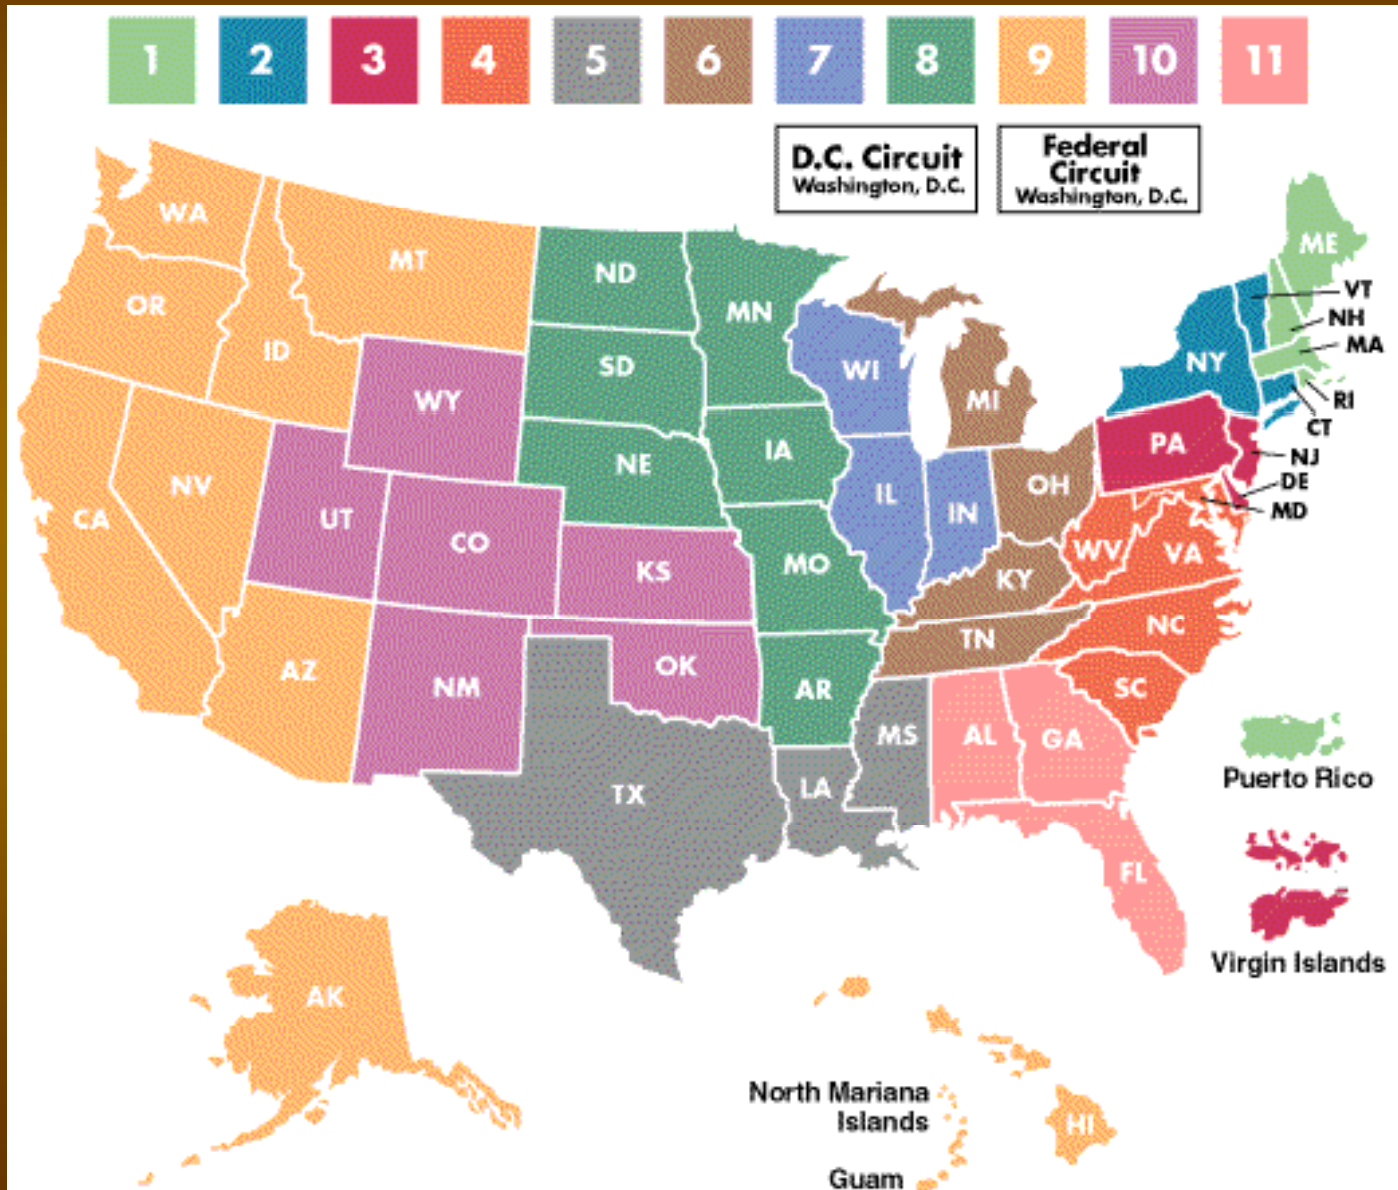 1 2 3 4 5 6 7 8 9 10 11
D.C. Circuit
Washington, D.C.
Federal
Circuit
Washington, D.C.
WA
MT
ND
MN
ME
VT
NH
MA
RI
CT
NJ
DE
MD
OR
ID
SD
WI
NY
WY
MI
PA
CA
NV
UT
CO
NE
IA
IL
IN
OH
KS
MO
KY
WV
VA
AZ
NM
OK
AR
TN
NC
SC
TX
LA
MS
AL
GA
FL
Puerto Rico
Virgin Islands
AK
HI
North Mariana
Islands
Guam